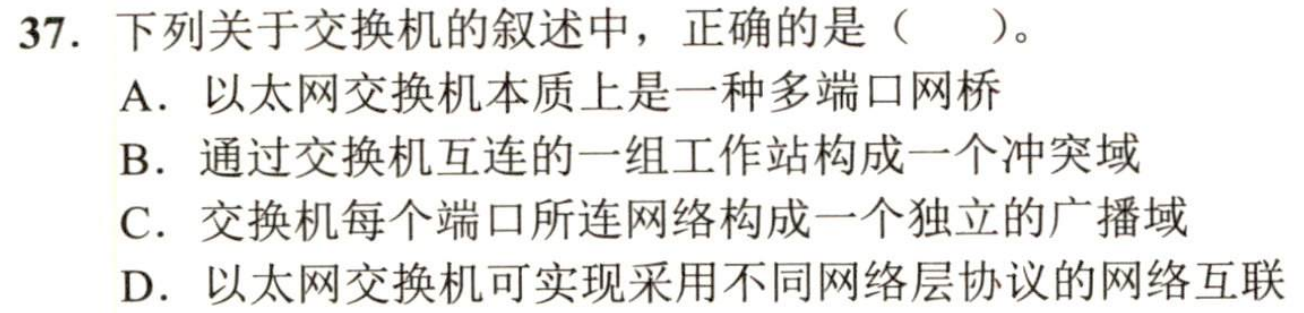 37. 下列关于交换机的叙述中，正确的是（ ）。
A. 以太网交换机本质上是一种多端口网桥
B. 通过交换机互连的一组工作站构成一个冲突域
C. 交换机每个端口所连网络构成一个独立的广播域
D. 以太网交换机可实现采用不同网络层协议的网络互联